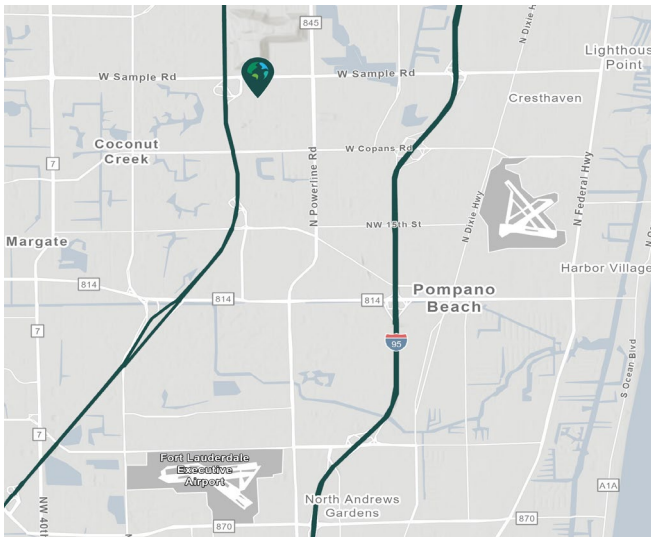 845
N Dixie H
Lighthous
Point
W Sample Rd
W Sample Rd
Cresthaven
Coconut
Creek
W Copans Rd
7
N Powerline Rd
N Dixie Hwy
N Federal Hwy
NW 15th St
Margate
Harbor Village
814
814
814
Pompano
Beach
7
95
S Ocean Blvd
7
Fort Lauderdale
Executive
Airport
NW 40th
North Andrews
Gardens
A1A
870
870